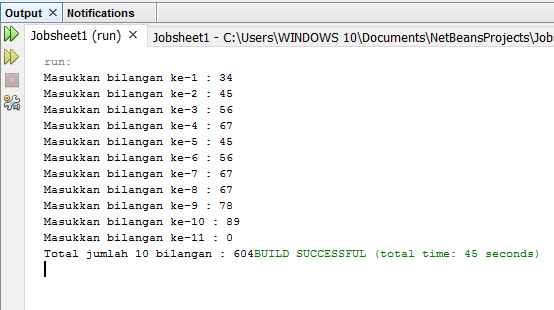 Output × Notifications
Jobsheet1 (run) × Jobsheet1 - C:\Users\WINDOWS 10\Documents\NetBeansProjects\Jobs
run:
Masukkan bilangan ke-1 : 34
Masukkan bilangan ke-2 : 45
Masukkan bilangan ke-3 : 56
Masukkan bilangan ke-4 : 67
Masukkan bilangan ke-5 : 45
Masukkan bilangan ke-6 : 56
Masukkan bilangan ke-7 : 67
Masukkan bilangan ke-8 : 67
Masukkan bilangan ke-9 : 78
Masukkan bilangan ke-10 : 89
Masukkan bilangan ke-11 : 0
Total jumlah 10 bilangan : 604BUILD SUCCESSFUL (total time: 45 seconds)